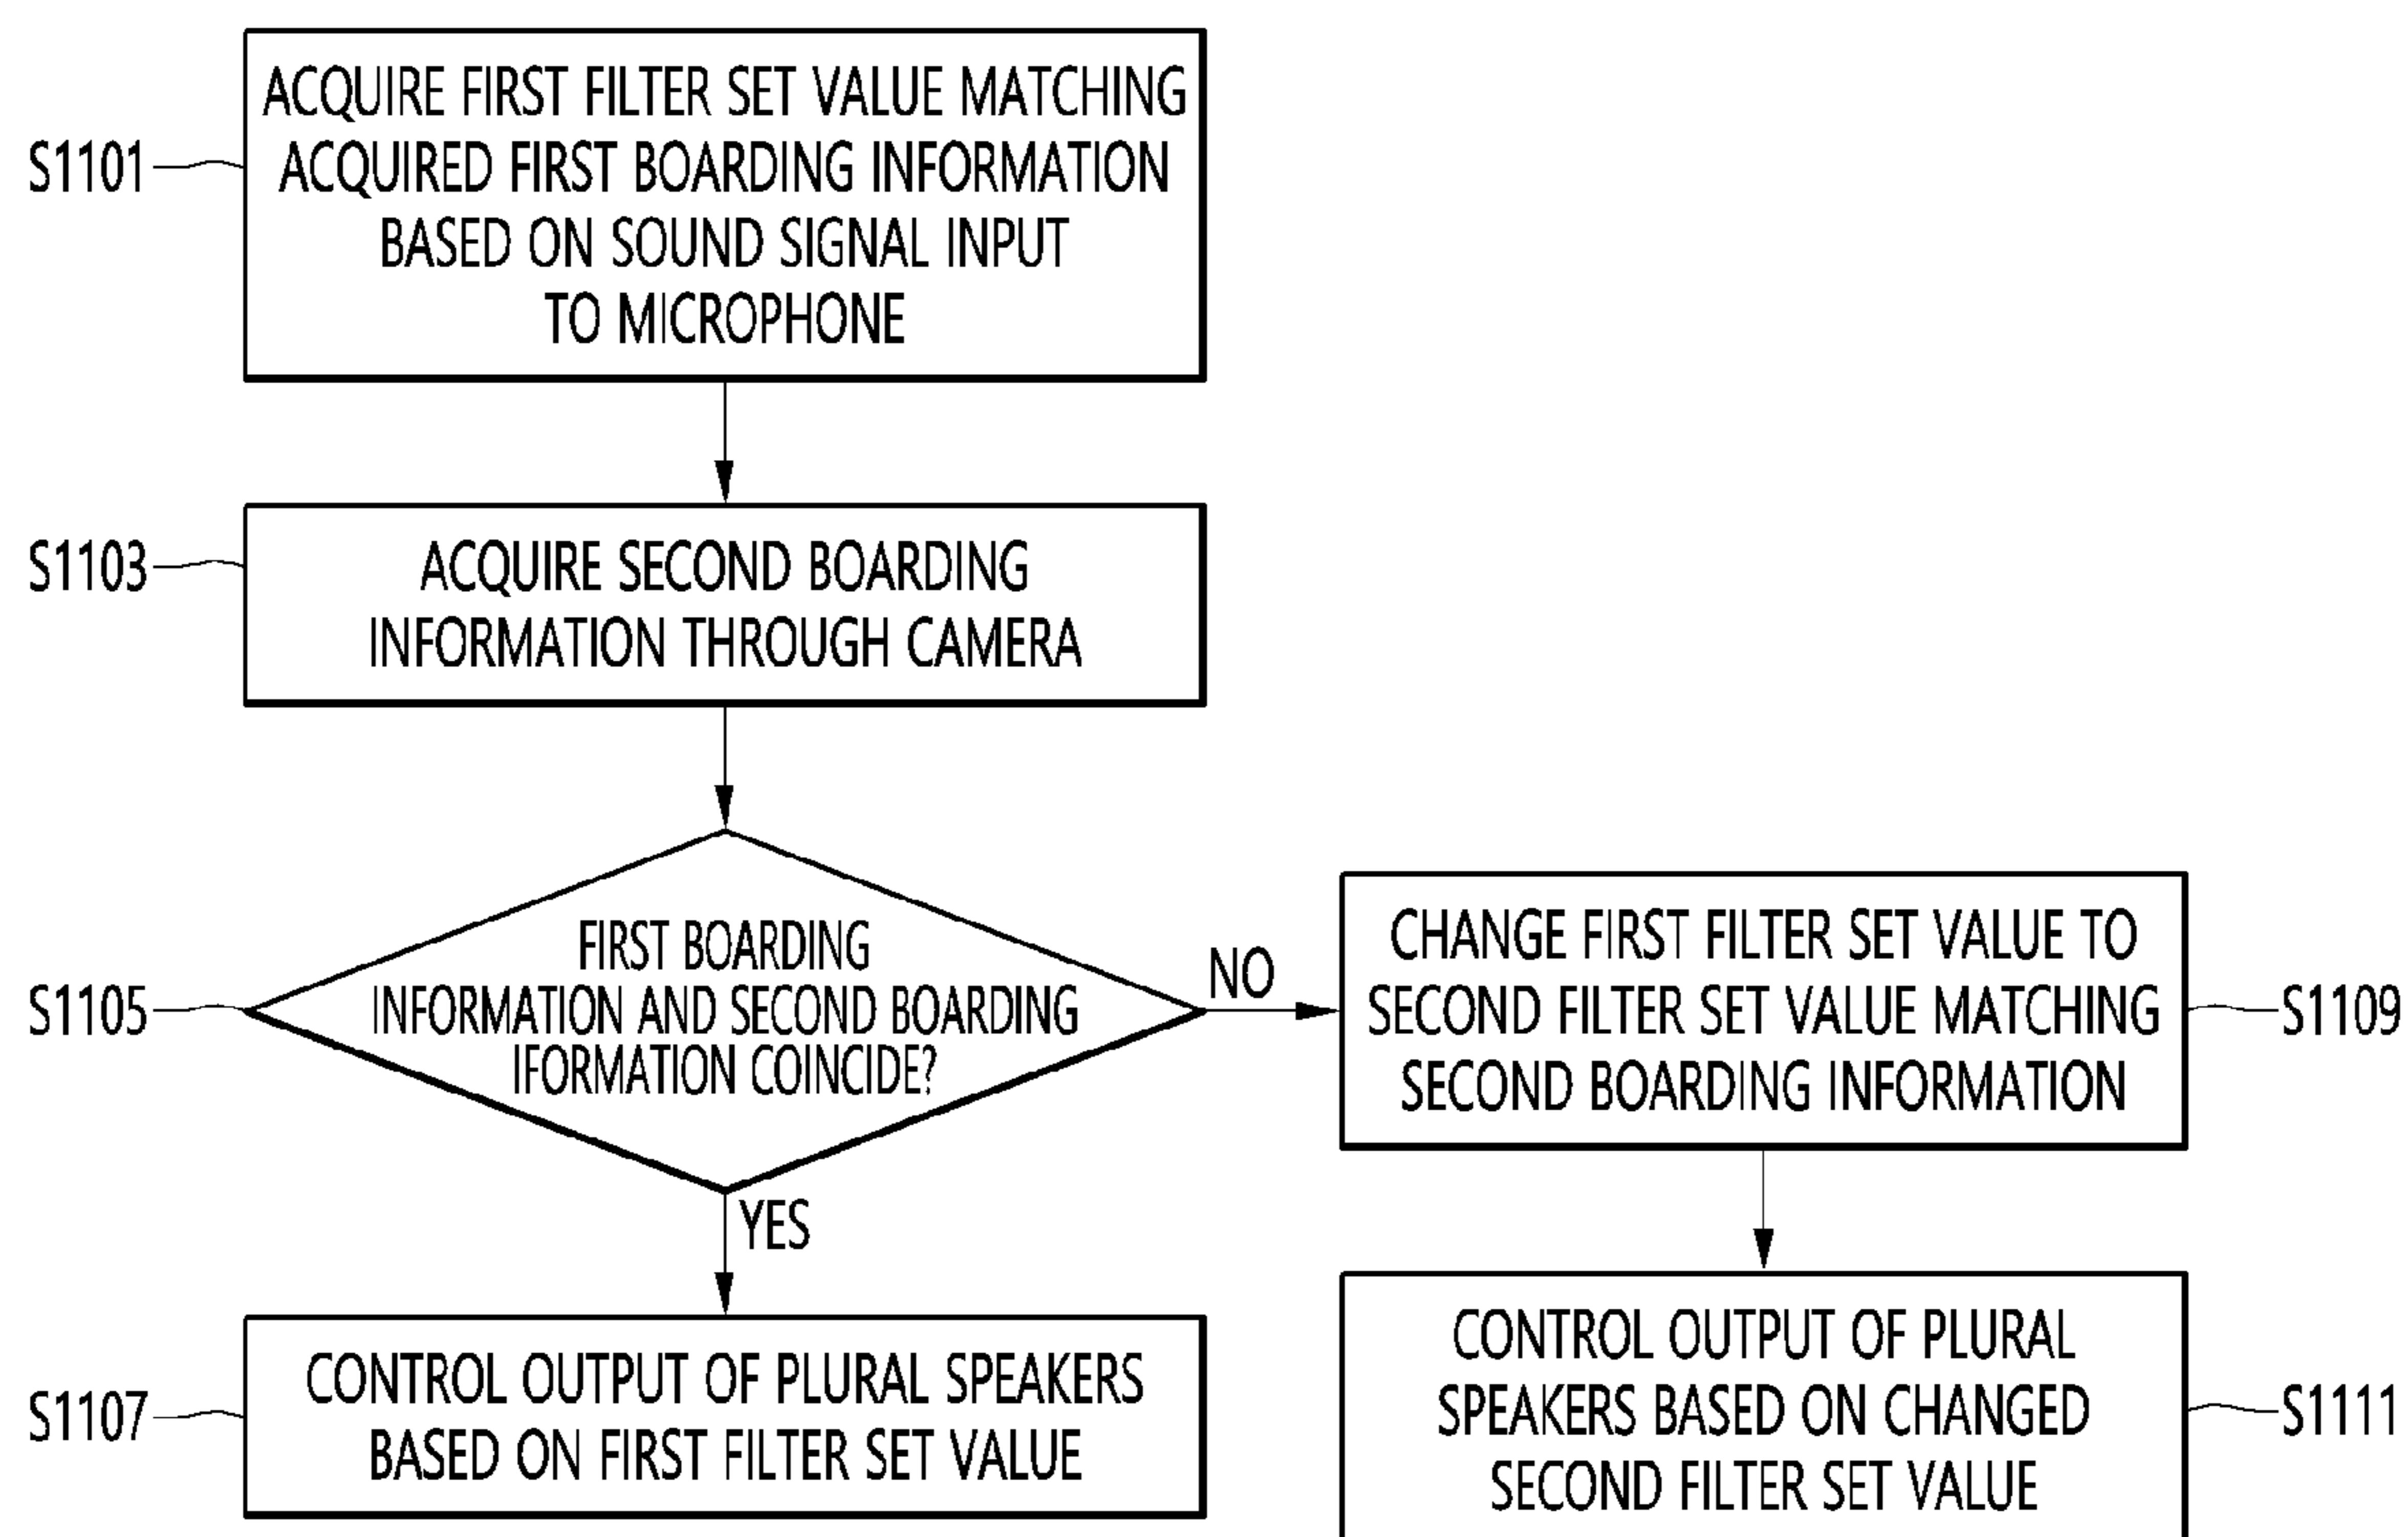 S1101
ACQUIRE FIRST FILTER SET VALUE MATCHING
ACQUIRED FIRST BOARDING INFORMATION
BASED ON SOUND SIGNAL INPUT
TO MICROPHONE
S1103
ACQUIRE SECOND BOARDING
INFORMATION THROUGH CAMERA
S1105
FIRST BOARDING
INFORMATION AND SECOND BOARDING
IFORMATION COINCIDE?
NO
CHANGE FIRST FILTER SET VALUE TO
SECOND FILTER SET VALUE MATCHING
SECOND BOARDING INFORMATION
S1109
YES
S1107
CONTROL OUTPUT OF PLURAL SPEAKERS
BASED ON FIRST FILTER SET VALUE
CONTROL OUTPUT OF PLURAL
SPEAKERS BASED ON CHANGED
SECOND FILTER SET VALUE
S1111